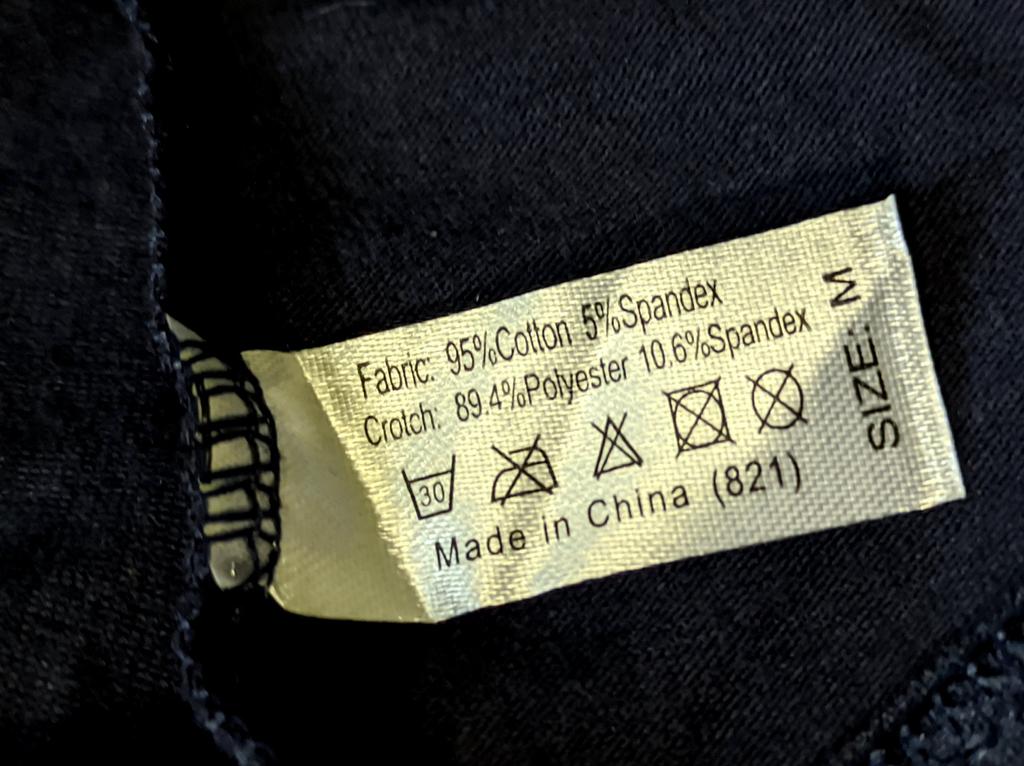 Fabric: 95%Cotton 5%Spandex
Crotch: 89.4%Polyester 10.6%Spandex
30
Made in China (821)
SIZE: M